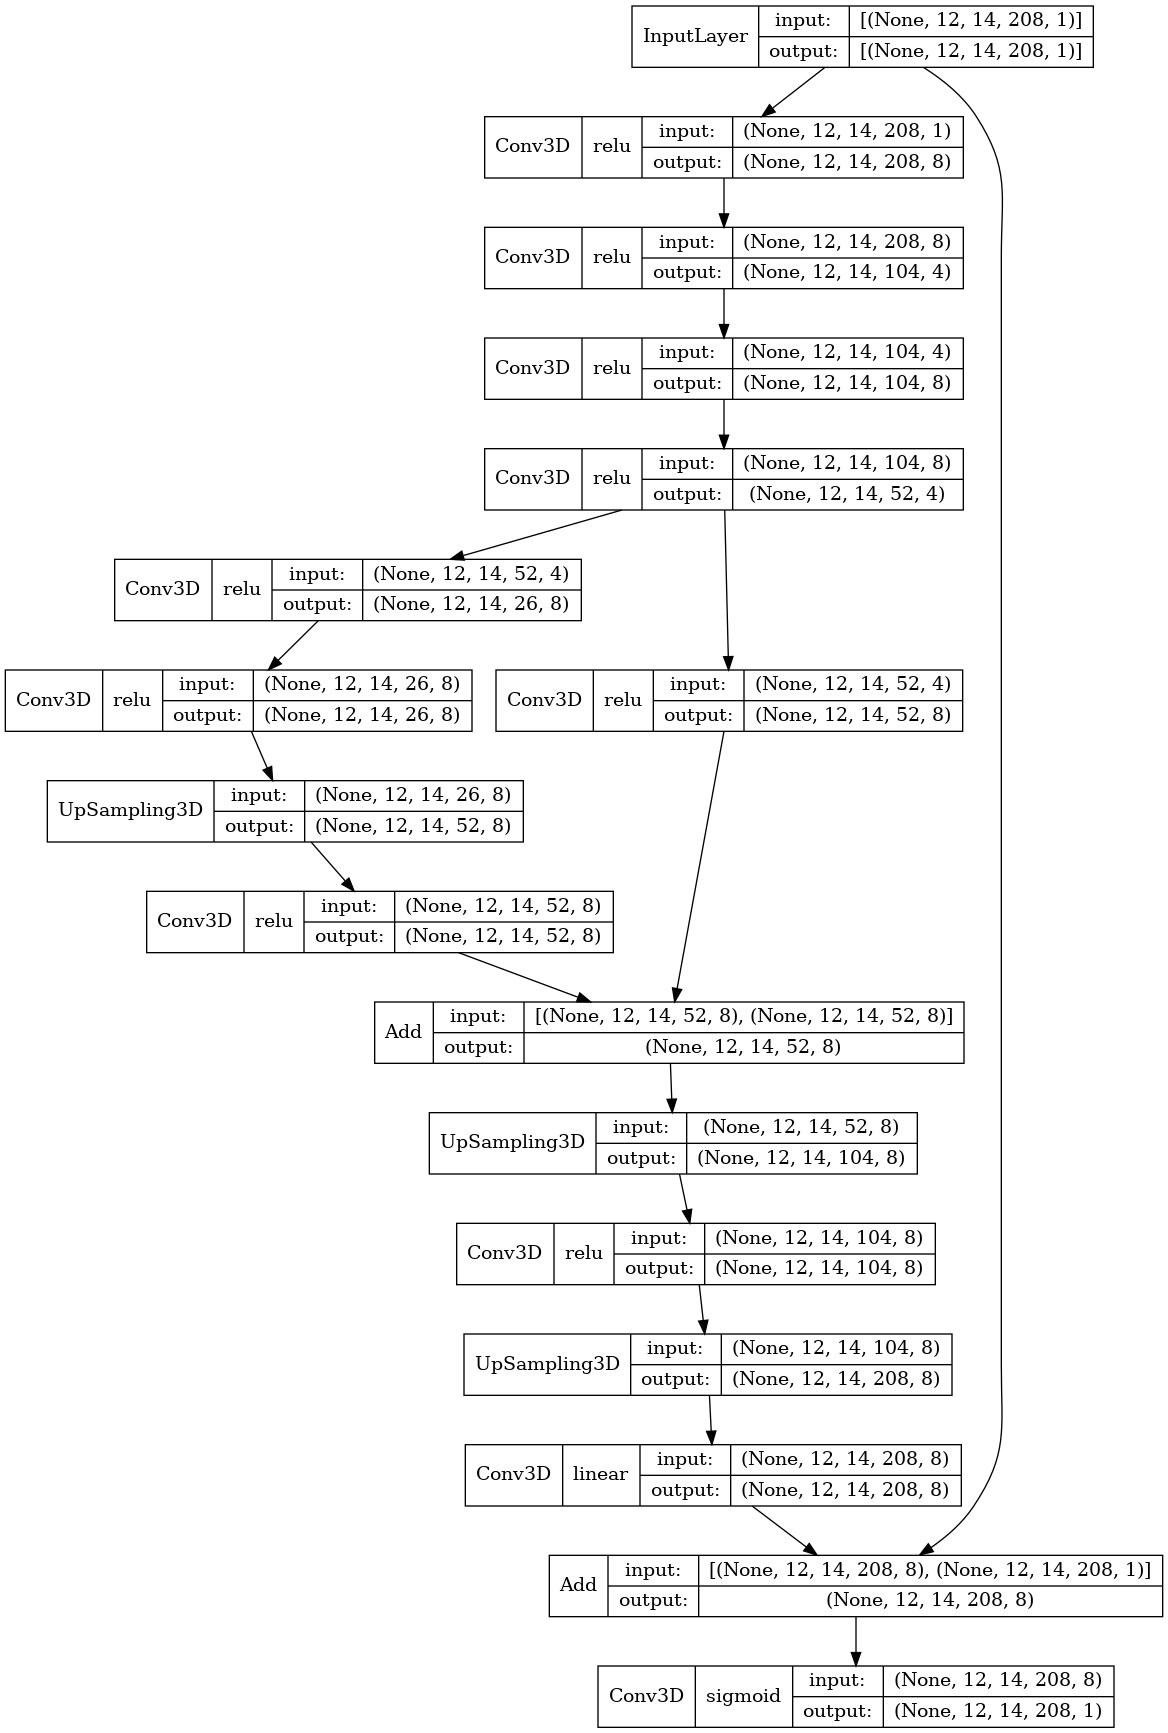 InputLayer input: [(None, 12, 14, 208, 1)]
output: [(None, 12, 14, 208, 1)]
Conv3D relu input: (None, 12, 14, 208, 1)
output: (None, 12, 14, 208, 8)
Conv3D relu input: (None, 12, 14, 208, 8)
output: (None, 12, 14, 104, 4)
Conv3D relu input: (None, 12, 14, 104, 4)
output: (None, 12, 14, 104, 8)
Conv3D relu input: (None, 12, 14, 104, 8)
output: (None, 12, 14, 52, 4)
Conv3D relu input: (None, 12, 14, 52, 4)
output: (None, 12, 14, 26, 8)
Conv3D relu input: (None, 12, 14, 26, 8)
output: (None, 12, 14, 26, 8)
Conv3D relu input: (None, 12, 14, 52, 4)
output: (None, 12, 14, 52, 8)
UpSampling3D input: (None, 12, 14, 26, 8)
output: (None, 12, 14, 52, 8)
Conv3D relu input: (None, 12, 14, 52, 8)
output: (None, 12, 14, 52, 8)
Add input: [(None, 12, 14, 52, 8), (None, 12, 14, 52, 8)]
output: (None, 12, 14, 52, 8)
UpSampling3D input: (None, 12, 14, 52, 8)
output: (None, 12, 14, 104, 8)
Conv3D relu input: (None, 12, 14, 104, 8)
output: (None, 12, 14, 104, 8)
UpSampling3D input: (None, 12, 14, 104, 8)
output: (None, 12, 14, 208, 8)
Conv3D linear input: (None, 12, 14, 208, 8)
output: (None, 12, 14, 208, 8)
Add input: [(None, 12, 14, 208, 8), (None, 12, 14, 208, 1)]
output: (None, 12, 14, 208, 8)
Conv3D sigmoid input: (None, 12, 14, 208, 8)
output: (None, 12, 14, 208, 1)